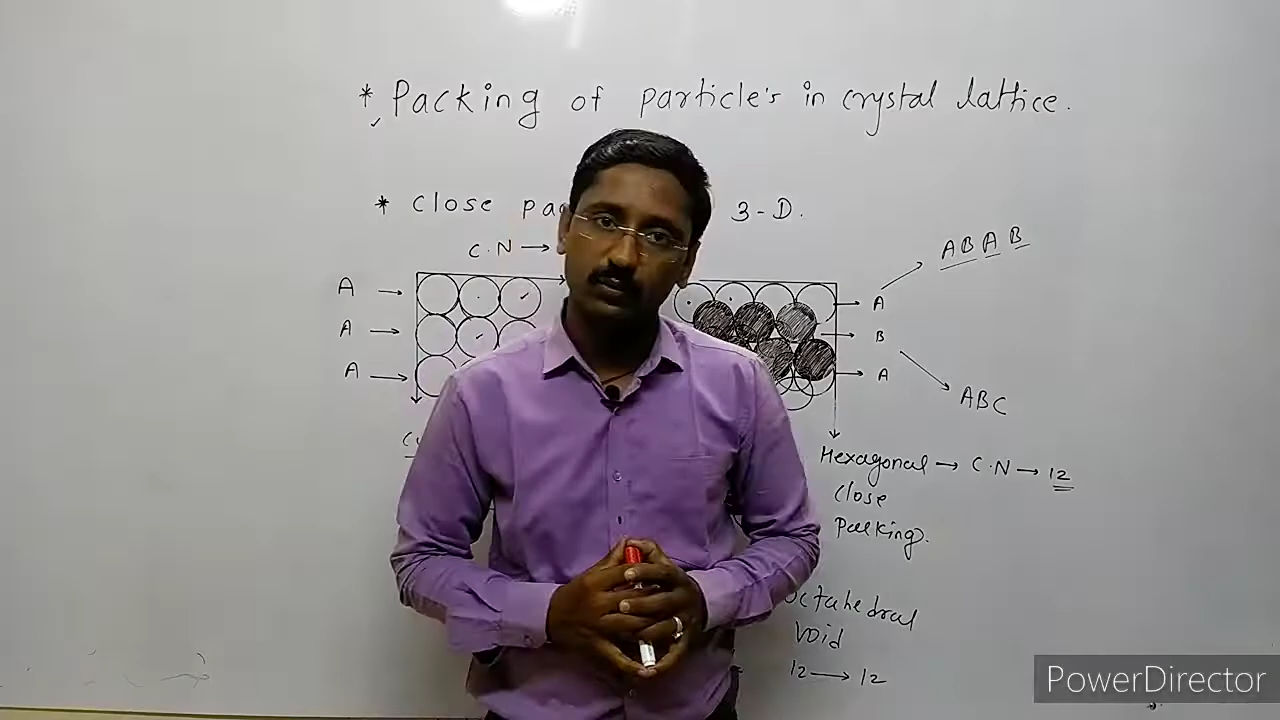 * Packing of particle's in crystal lattice.
* Close 3-D.
C.N →
A →
A →
A →
→ A
→ B
→ A
ABAB
ABC
Hexagonal → C.N → 12
close
packing.
Octahedral
Void
12 → 12
PowerDirector